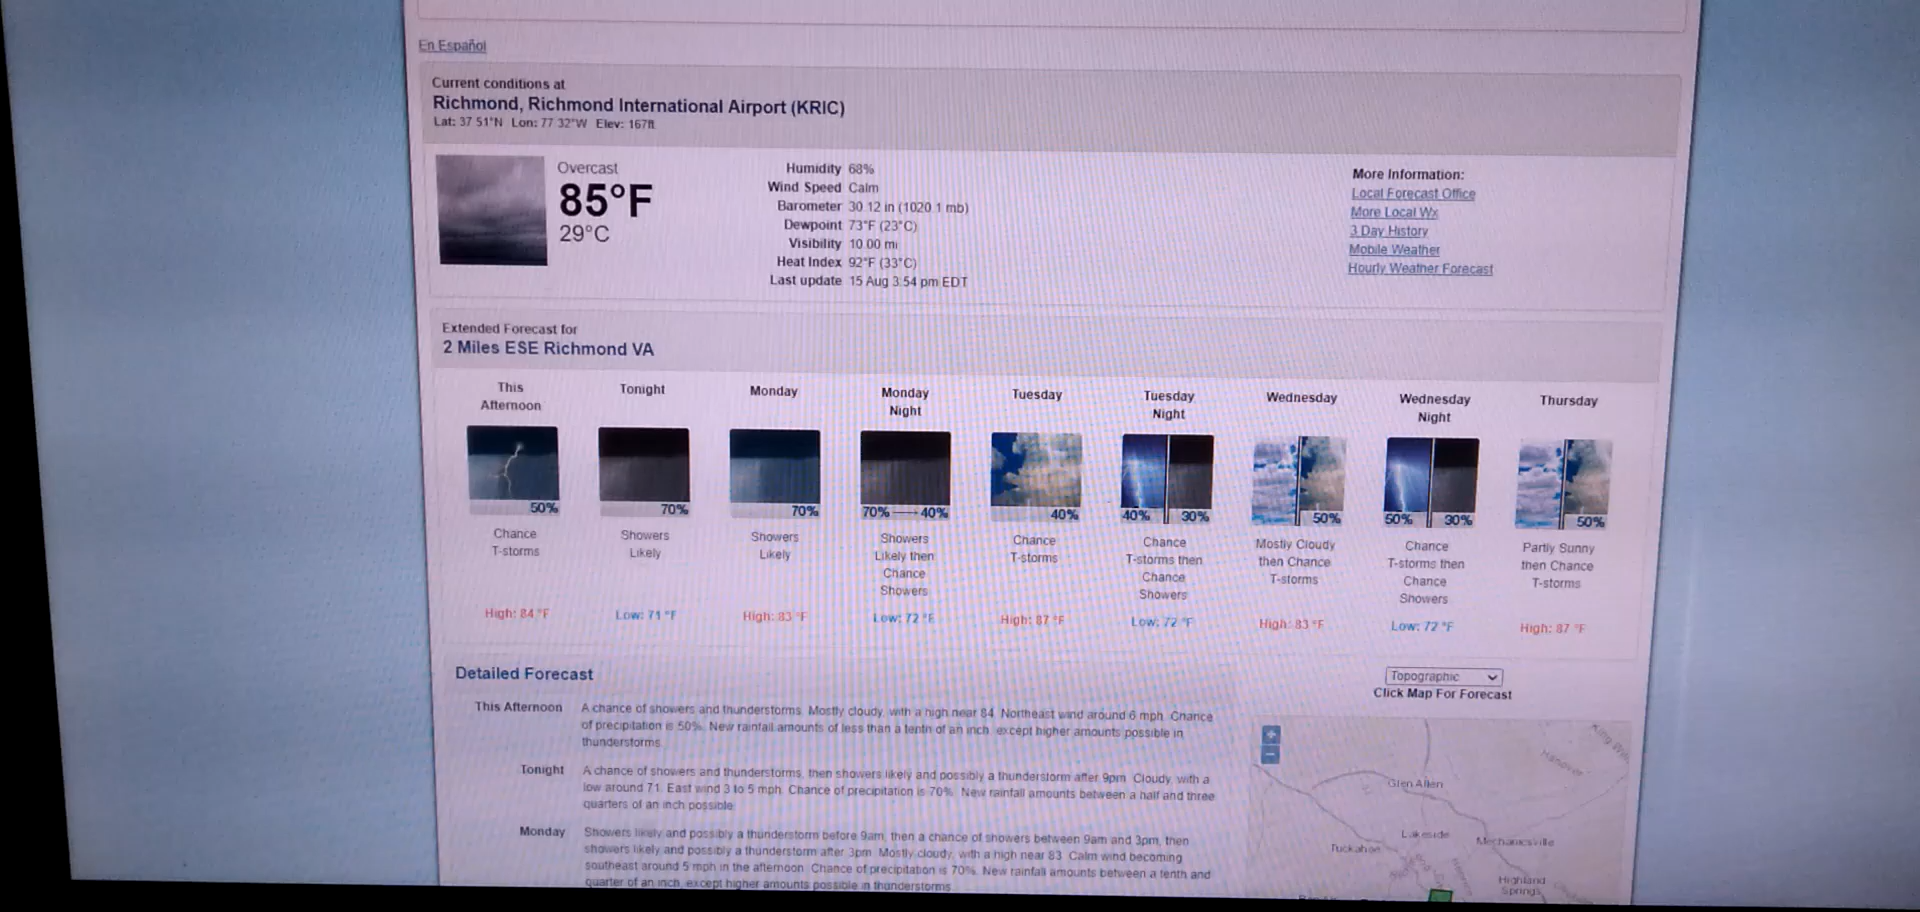 En Español
Current conditions at
Richmond, Richmond International Airport (KRIC)
Lat: 37.51°N Lon: 77.32°W Elev: 167ft.
Overcast
85°F
29°C
Humidity 68%
Wind Speed Calm
Barometer 30.12 in (1020.1 mb)
Dewpoint 73°F (23°C)
Visibility 10.00 mi
Heat Index 92°F (33°C)
Last update 15 Aug 3:54 pm EDT
More Information:
Local Forecast Office
More Local Wx
3 Day History
Mobile Weather
Hourly Weather Forecast
Extended Forecast for
2 Miles ESE Richmond VA
This
Afternoon
50%
Chance
T-storms
High: 84 °F
Tonight
70%
Showers
Likely
Low: 71 °F
Monday
70%
Showers
Likely
High: 83 °F
Monday
Night
70% 40%
Showers
Likely then
Chance
Showers
Low: 72 °F
Tuesday
40%
Chance
T-storms
High: 87 °F
Tuesday
Night
40% 30%
Chance
T-storms then
Chance
Showers
Low: 72 °F
Wednesday
50%
Mostly Cloudy
then Chance
T-storms
High: 83 °F
Wednesday
Night
50% 30%
Chance
T-storms then
Chance
Showers
Low: 72 °F
Thursday
50%
Partly Sunny
then Chance
T-storms
High: 87 °F
Detailed Forecast
This Afternoon A chance of showers and thunderstorms. Mostly cloudy, with a high near 84. Northeast wind around 6 mph. Chance
of precipitation is 50%. New rainfall amounts of less than a tenth of an inch, except higher amounts possible in
thunderstorms.
Tonight A chance of showers and thunderstorms, then showers likely and possibly a thunderstorm after 9pm. Cloudy, with a
low around 71. East wind 3 to 5 mph. Chance of precipitation is 70%. New rainfall amounts between a half and three
quarters of an inch possible.
Monday Showers likely and possibly a thunderstorm before 9am, then a chance of showers between 9am and 3pm, then
showers likely and possibly a thunderstorm after 3pm. Mostly cloudy, with a high near 83. Calm wind becoming
southeast around 5 mph in the afternoon. Chance of precipitation is 70%. New rainfall amounts between a tenth and
quarter of an inch, except higher amounts possible in thunderstorms.
Topographic
Click Map For Forecast
+
−
Hanover
Glen Allen
Lakeside
Mechanicsville
Tuckahoe
Highland
Springs